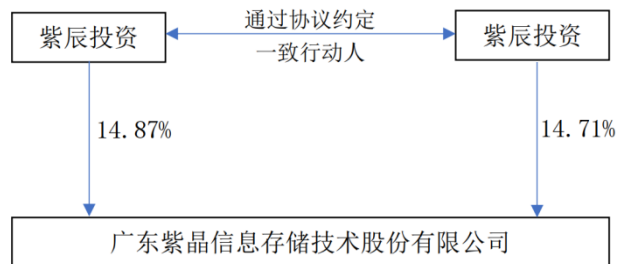 紫辰投资
通过协议约定
一致行动人
紫辰投资
14.87%
14.71%
广东紫晶信息存储技术股份有限公司